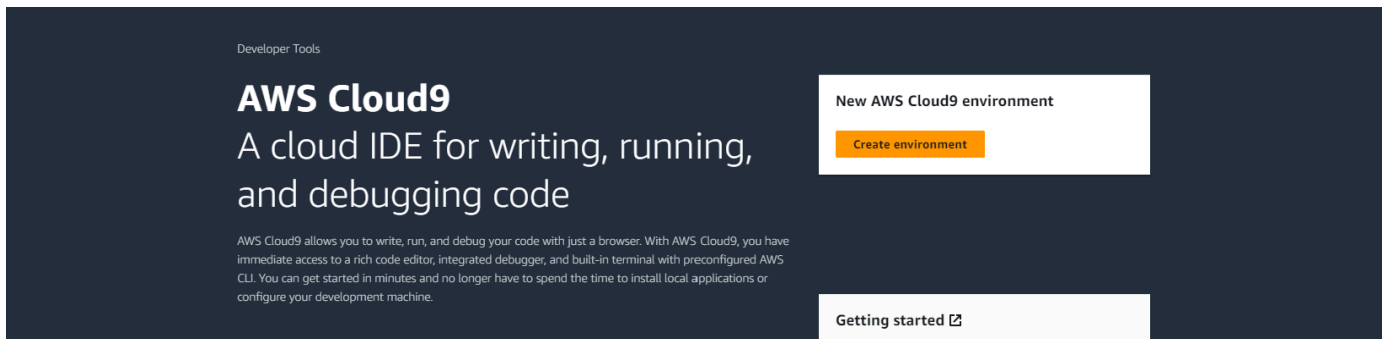 Developer Tools
AWS Cloud9
A cloud IDE for writing, running,
and debugging code
AWS Cloud9 allows you to write, run, and debug your code with just a browser. With AWS Cloud9, you have
immediate access to a rich code editor, integrated debugger, and built-in terminal with preconfigured AWS
CLI. You can get started in minutes and no longer have to spend the time to install local applications or
configure your development machine.
New AWS Cloud9 environment
Create environment
Getting started